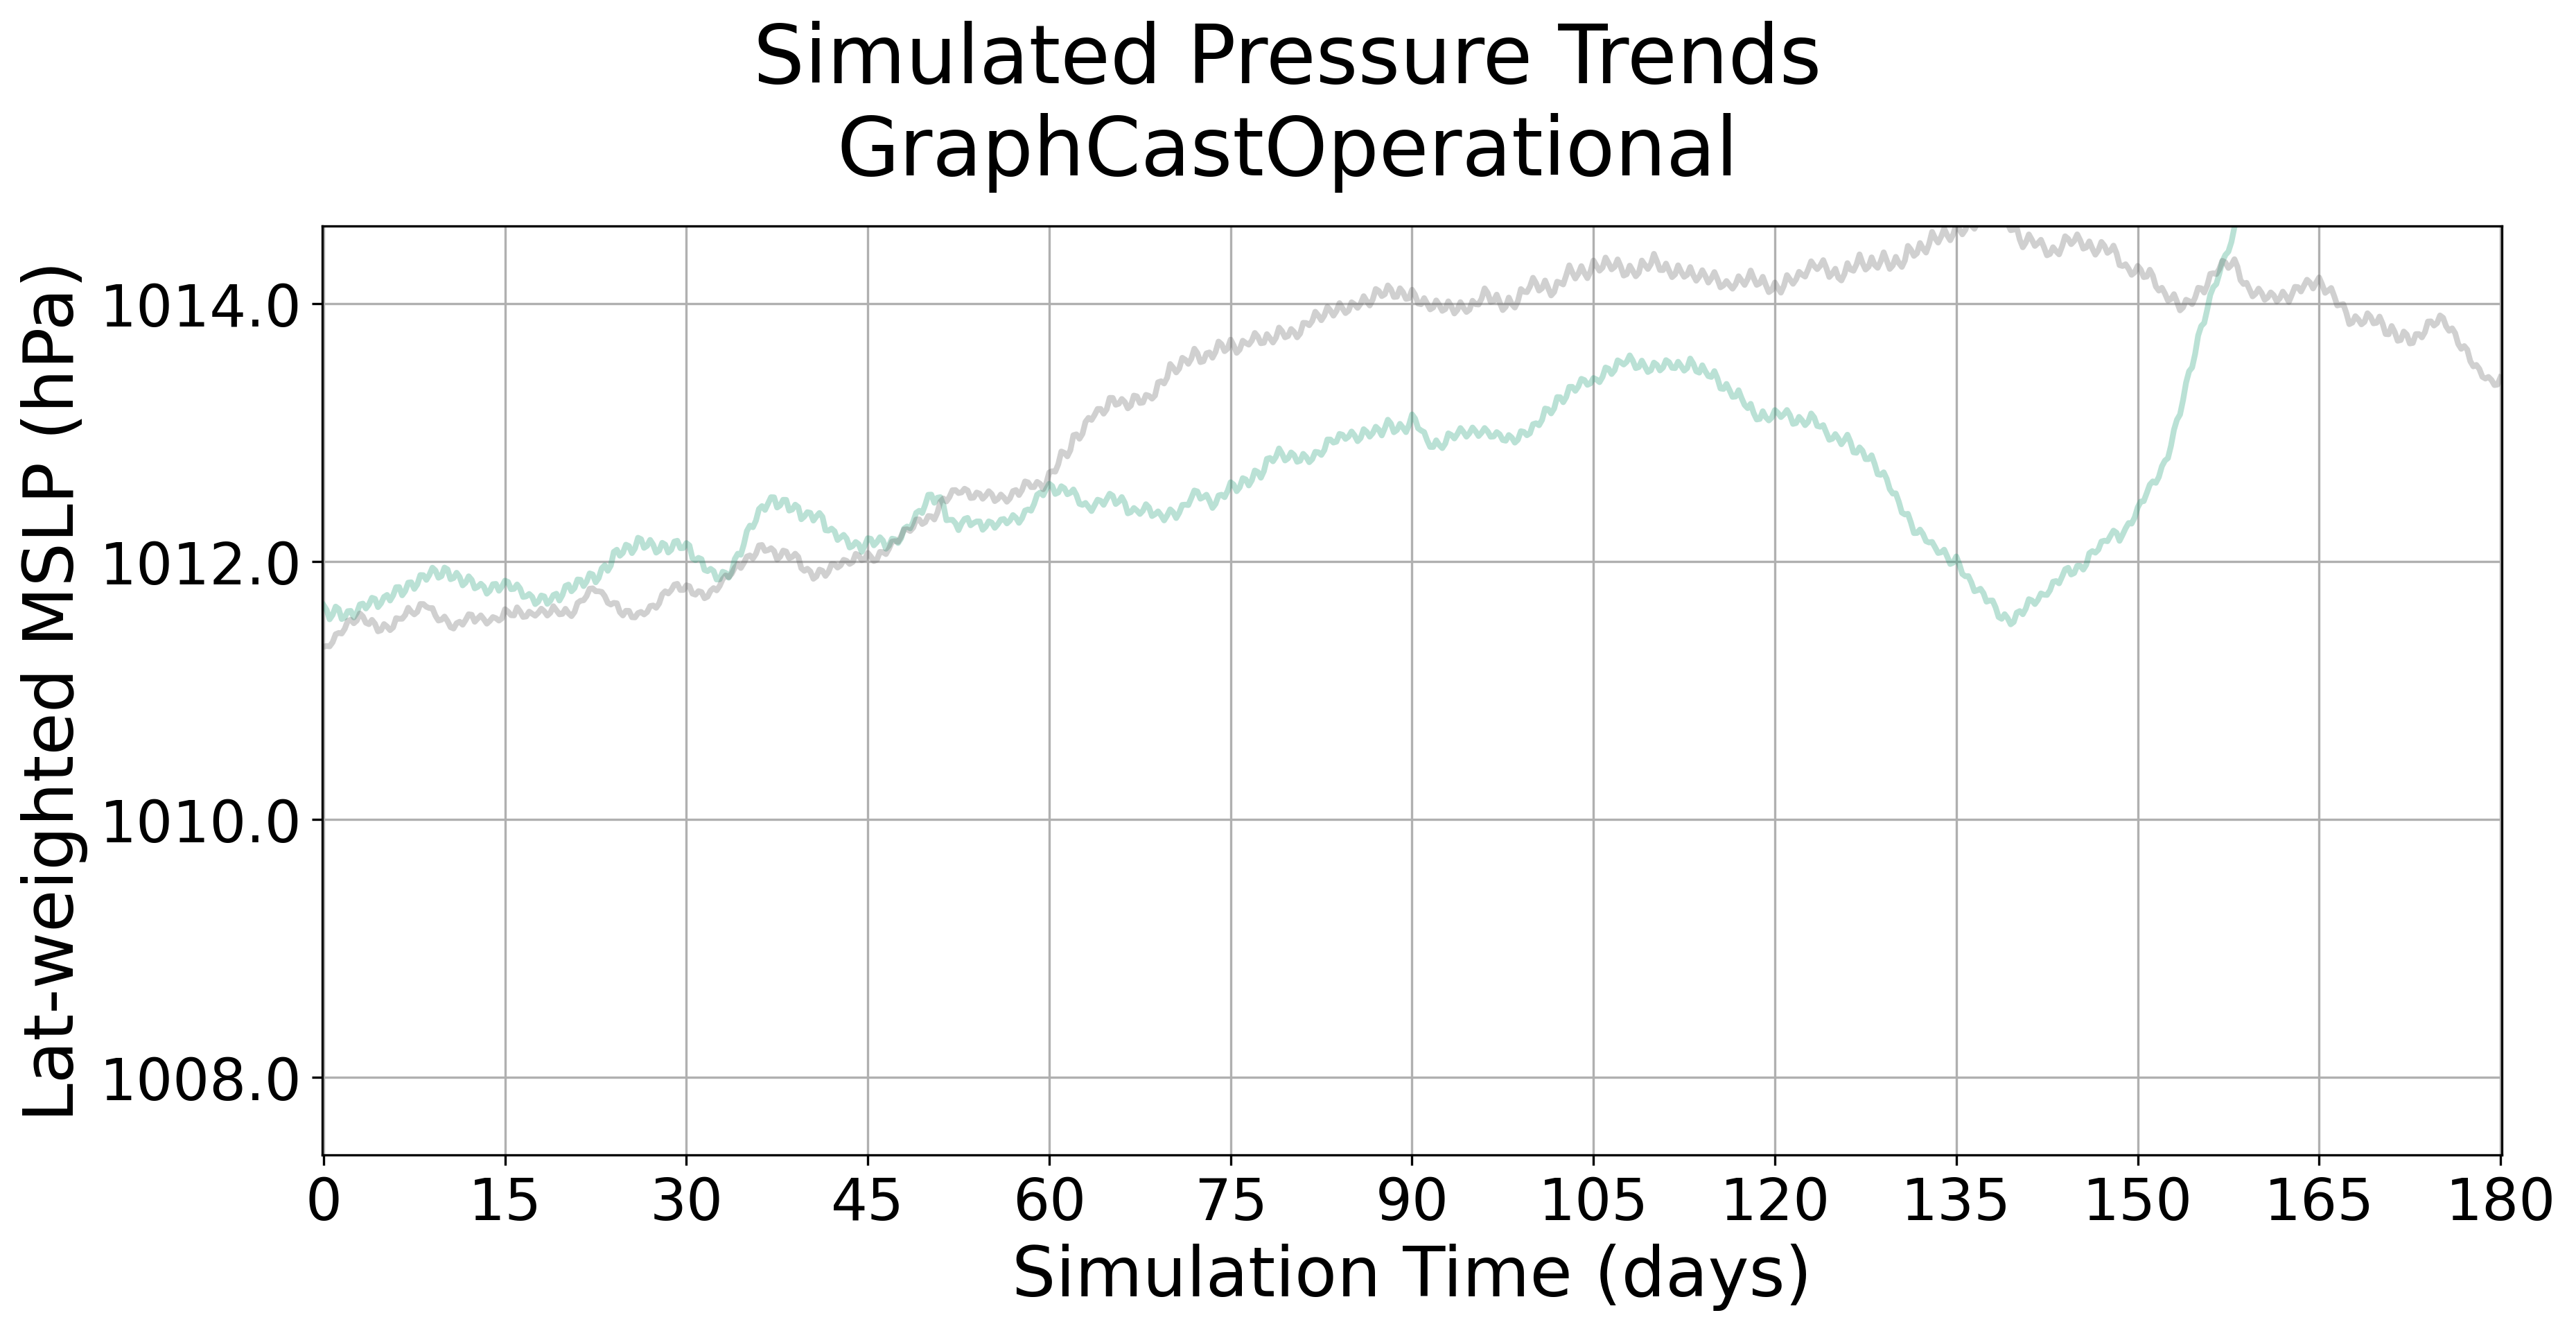 Simulated Pressure Trends
GraphCastOperational
Lat-weighted MSLP (hPa)
1014.0
1012.0
1010.0
1008.0
0 15 30 45 60 75 90 105 120 135 150 165 180
Simulation Time (days)